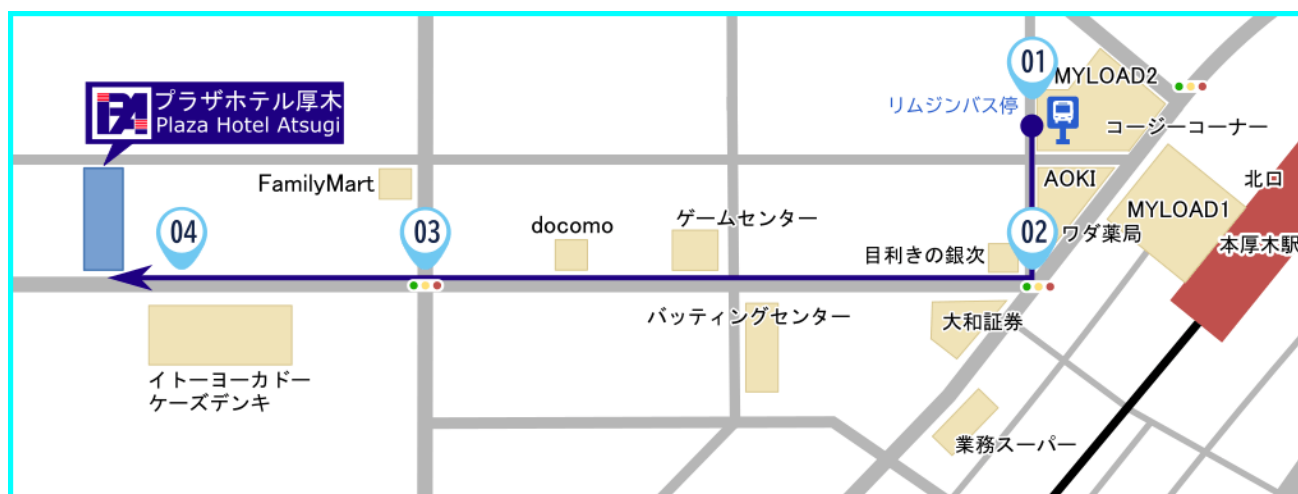 01
MYLOAD2
プラザホテル厚木
Plaza Hotel Atsugi
リムジンバス停
コージーコーナー
FamilyMart
AOKI
北口
MYLOAD1
04
03
docomo
ゲームセンター
02
ワダ薬局
本厚木駅
目利きの銀次
バッティングセンター
大和証券
イトーヨーカドー
ケーズデンキ
業務スーパー